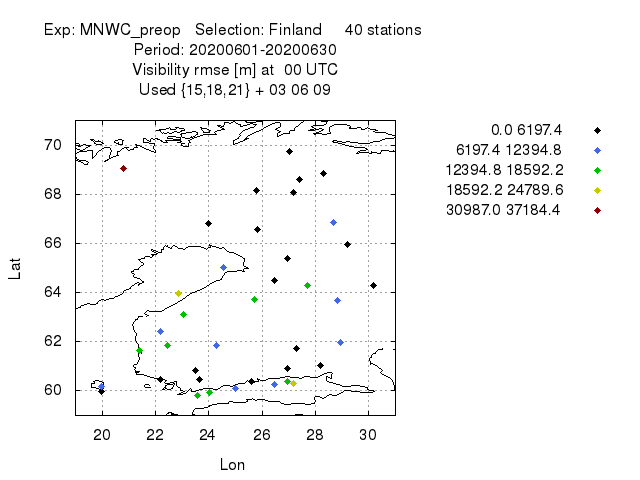 Exp: MNWC_preop   Selection: Finland     40 stations
Period: 20200601-20200630
Visibility rmse [m] at  00 UTC
Used {15,18,21} + 03 06 09
0.0 6197.4
6197.4 12394.8
12394.8 18592.2
18592.2 24789.6
30987.0 37184.4
70
68
66
64
62
60
Lat
20 22 24 26 28 30
Lon